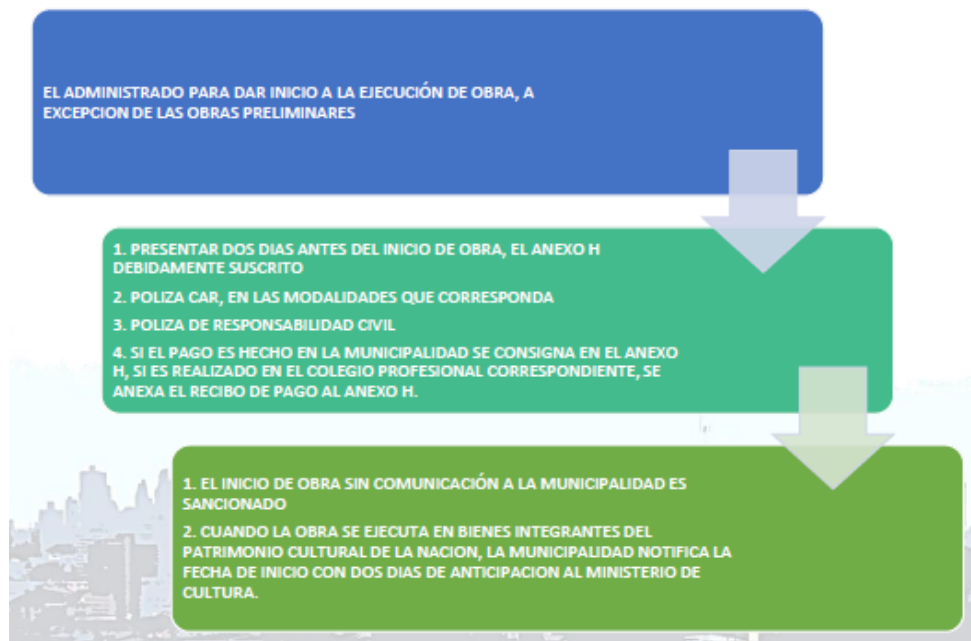 EL ADMINISTRADO PARA DAR INICIO A LA EJECUCIÓN DE OBRA, A
EXCEPCION DE LAS OBRAS PRELIMINARES
1. PRESENTAR DOS DIAS ANTES DEL INICIO DE OBRA, EL ANEXO H
DEBIDAMENTE SUSCRITO
2. POLIZA CAR, EN LAS MODALIDADES QUE CORRESPONDA
3. POLIZA DE RESPONSABILIDAD CIVIL
4. SI EL PAGO ES HECHO EN LA MUNICIPALIDAD SE CONSIGNA EN EL ANEXO
H, SI ES REALIZADO EN EL COLEGIO PROFESIONAL CORRESPONDIENTE, SE
ANEXA EL RECIBO DE PAGO AL ANEXO H.
1. EL INICIO DE OBRA SIN COMUNICACIÓN A LA MUNICIPALIDAD ES
SANCIONADO
2. CUANDO LA OBRA SE EJECUTA EN BIENES INTEGRANTES DEL
PATRIMONIO CULTURAL DE LA NACION, LA MUNICIPALIDAD NOTIFICA LA
FECHA DE INICIO CON DOS DIAS DE ANTICIPACION AL MINISTERIO DE
CULTURA.